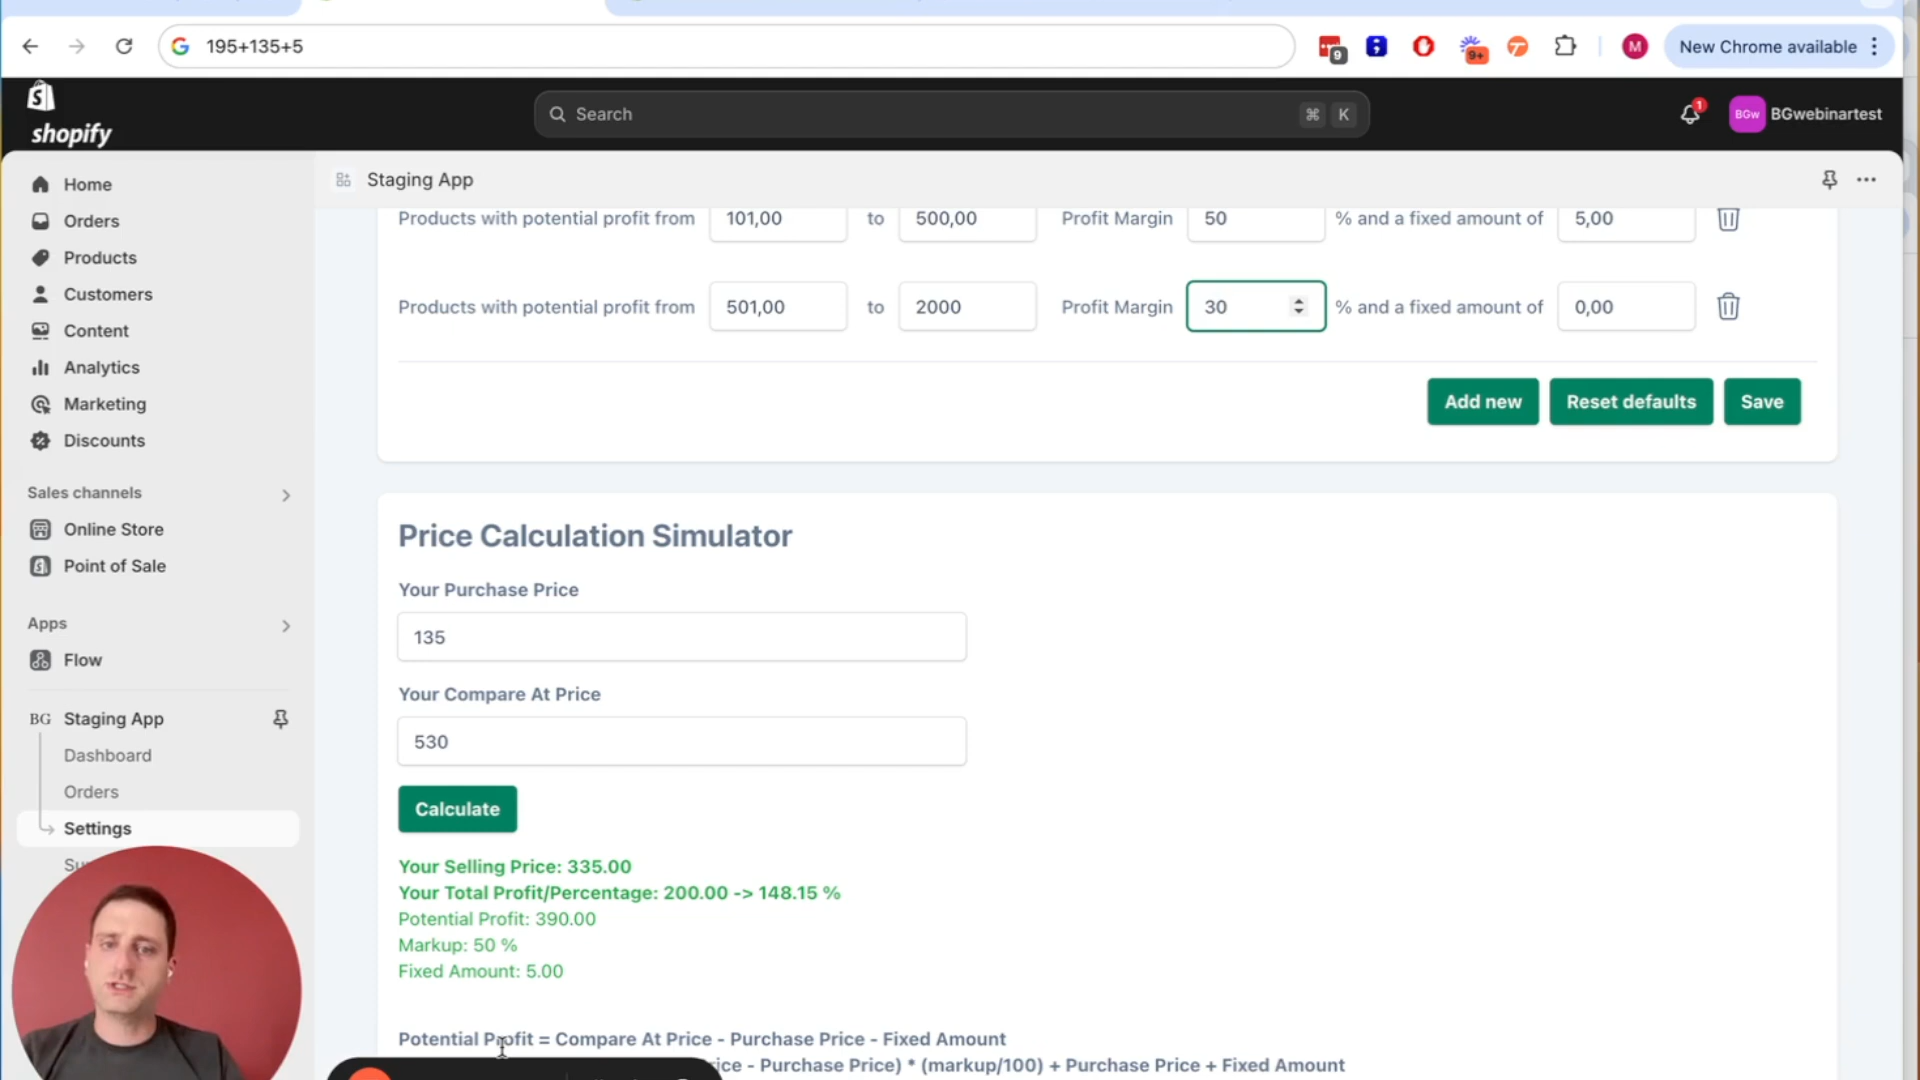 195+135+5
9
9+
M
New Chrome available
shopify
Search
⌘ K
1
BGw
BGwebinartest
Home
Orders
Products
Customers
Content
Analytics
Marketing
Discounts
Sales channels
Online Store
Point of Sale
Apps
Flow
BG Staging App
Dashboard
Orders
Settings
Staging App
Products with potential profit from 101,00 to 500,00 Profit Margin 50 % and a fixed amount of 5,00
Products with potential profit from 501,00 to 2000 Profit Margin 30 % and a fixed amount of 0,00
Add new
Reset defaults
Save
Price Calculation Simulator
Your Purchase Price
135
Your Compare At Price
530
Calculate
Your Selling Price: 335.00
Your Total Profit/Percentage: 200.00 -> 148.15 %
Potential Profit: 390.00
Markup: 50 %
Fixed Amount: 5.00
Potential Profit = Compare At Price - Purchase Price - Fixed Amount
- Purchase Price) * (markup/100) + Purchase Price + Fixed Amount